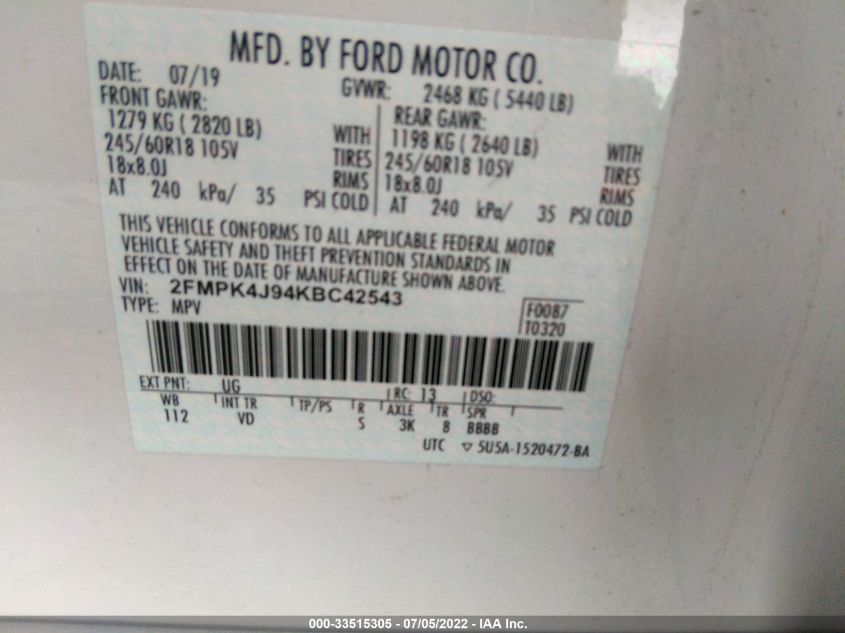 MFD. BY FORD MOTOR CO.
DATE: 07/19 GVWR: 2468 KG ( 5440 LB)
FRONT GAWR: REAR GAWR:
1279 KG ( 2820 LB) WITH 1198 KG ( 2640 LB) WITH
245/60R18 105V TIRES 245/60R18 105V TIRES
18x8.0J RIMS 18x8.0J RIMS
AT 240 kPa/ 35 PSI COLD AT 240 kPa/ 35 PSI COLD
THIS VEHICLE CONFORMS TO ALL APPLICABLE FEDERAL MOTOR
VEHICLE SAFETY AND THEFT PREVENTION STANDARDS IN
EFFECT ON THE DATE OF MANUFACTURE SHOWN ABOVE.
VIN: 2FMPK4J94KBC42543
TYPE: MPV F0087
T0320
EXT PNT: UG RC: 13 DSO:
WB INT TR TP/PS R AXLE TR SPR
112 VD S 3K 8 BBBB
UTC ▽ 5U5A-1520472-BA
000-33515305 - 07/05/2022 - IAA Inc.